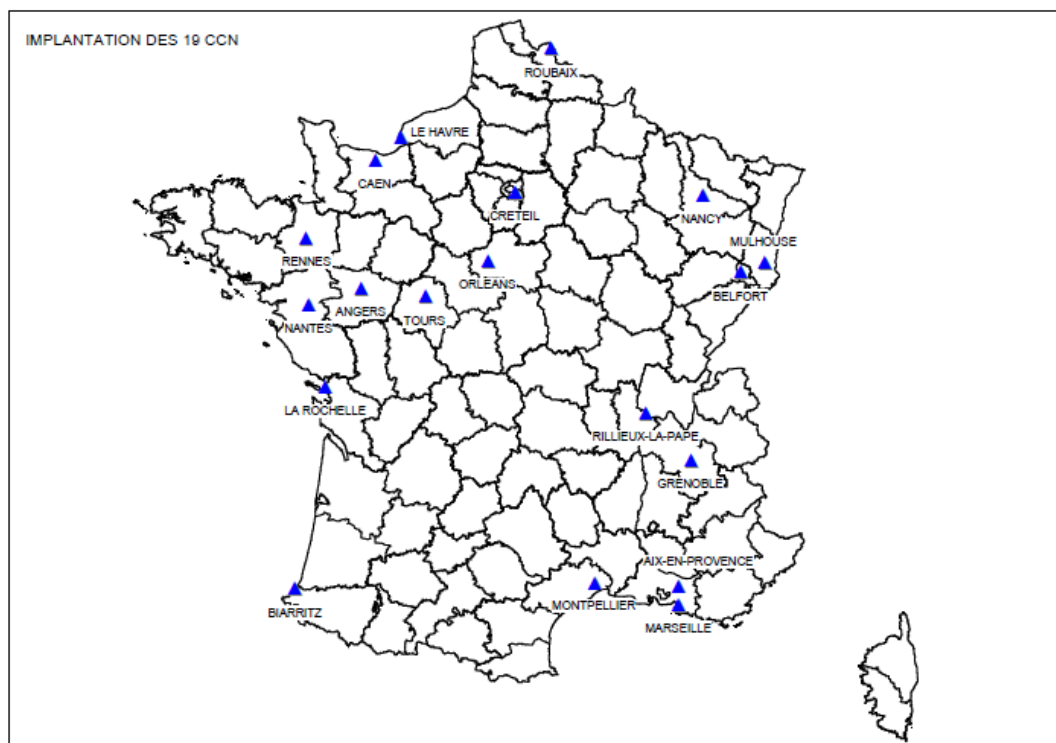 IMPLANTATION DES 19 CCN
ROUBAIX
LE HAVRE
CAEN
CRETEIL
NANCY
MULHOUSE
RENNES
ORLEANS
BELFORT
ANGERS
TOURS
NANTES
LA ROCHELLE
RILLIEUX-LA-PAPE
GRENOBLE
AIX-EN-PROVENCE
BIARRITZ
MONTPELLIER
MARSEILLE